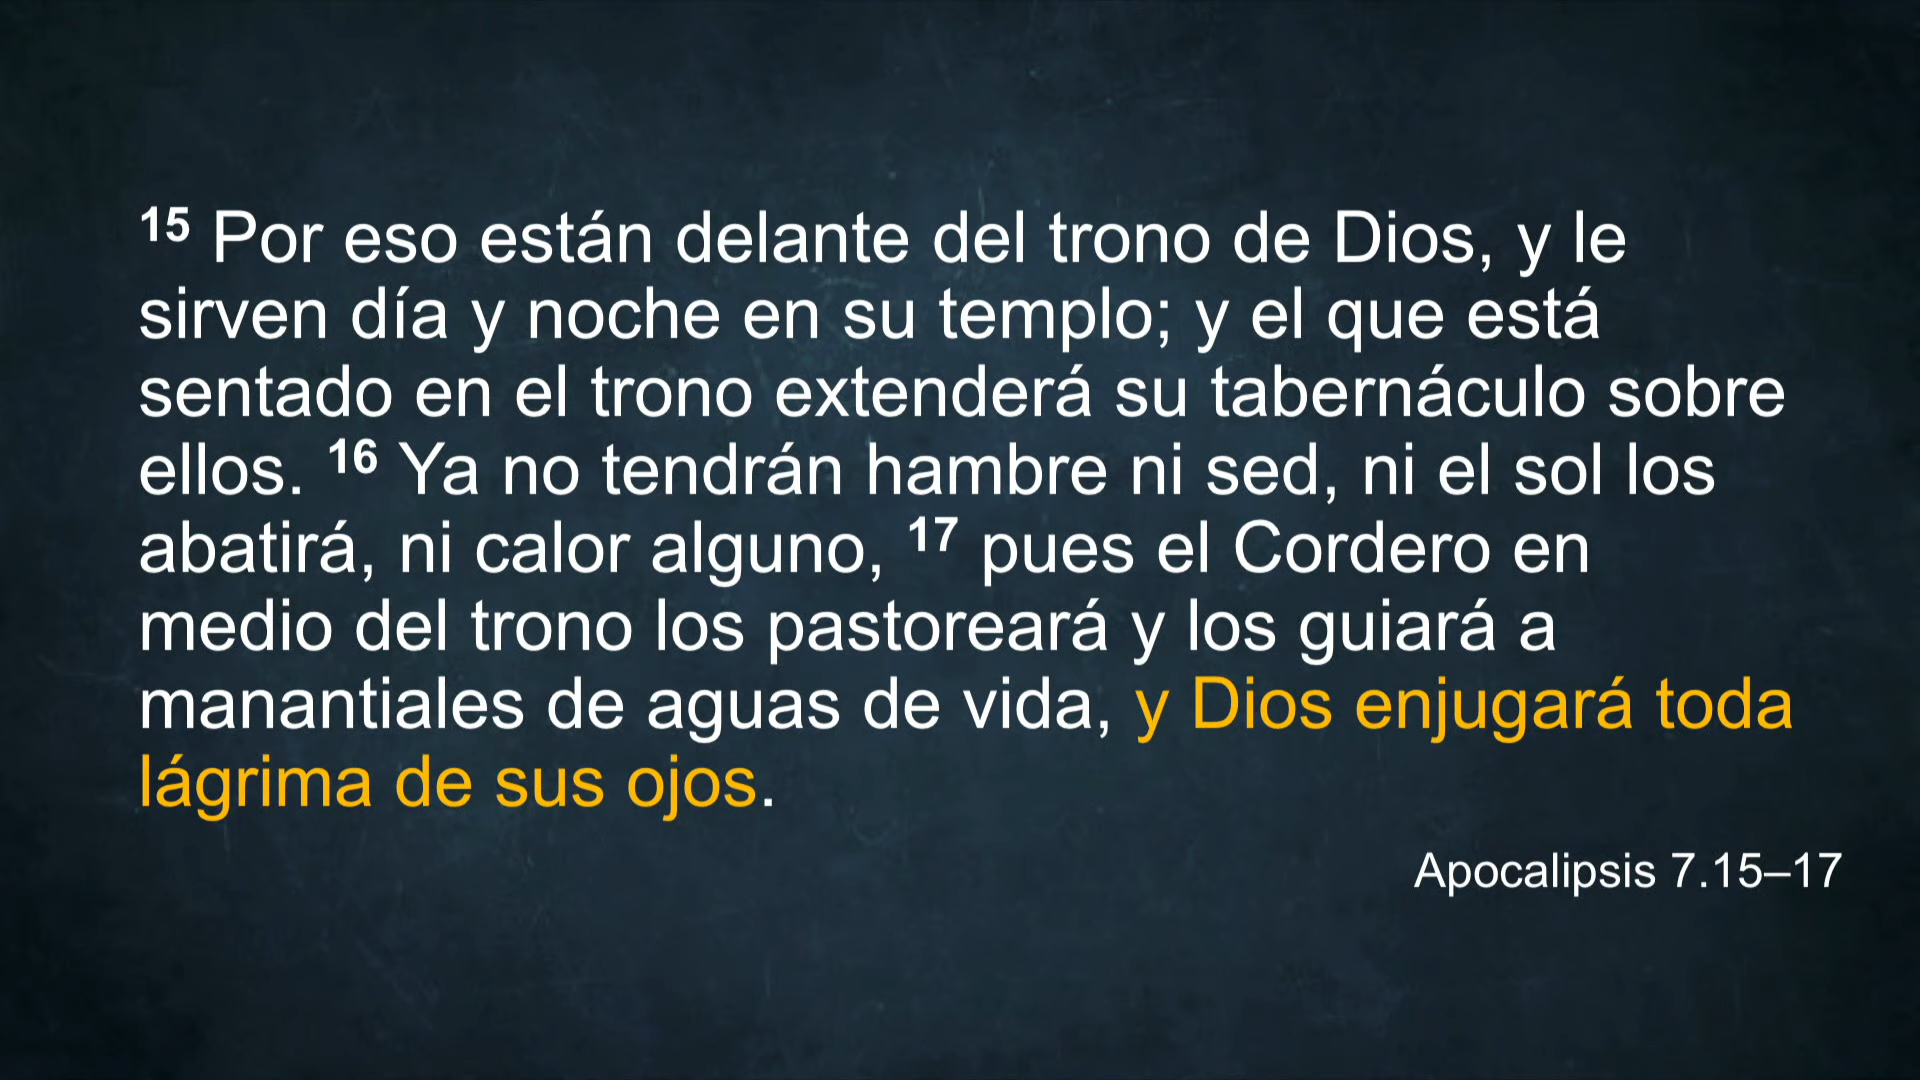 15 Por eso están delante del trono de Dios, y le
sirven día y noche en su templo; y el que está
sentado en el trono extenderá su tabernáculo sobre
ellos. 16 Ya no tendrán hambre ni sed, ni el sol los
abatirá, ni calor alguno, 17 pues el Cordero en
medio del trono los pastoreará y los guiará a
manantiales de aguas de vida, y Dios enjugará toda
lágrima de sus ojos.
Apocalipsis 7.15–17